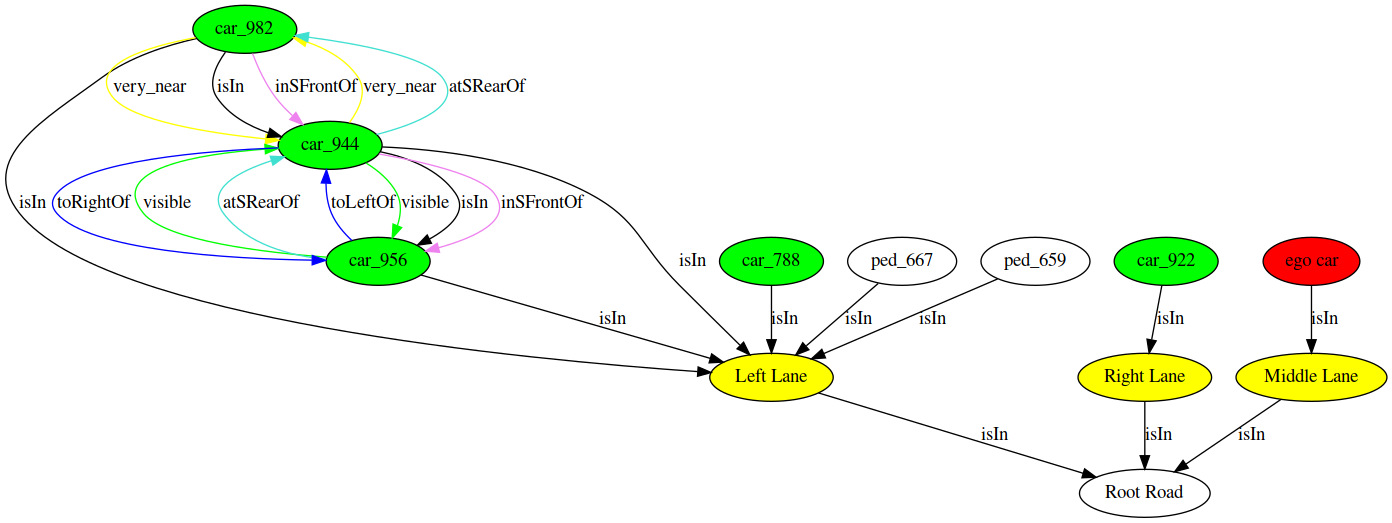 car_982
very_near
isIn
inSFrontOf
very_near
atSRearOf
car_944
isIn
toRightOf
visible
atSRearOf
toLeftOf
visible
isIn
inSFrontOf
car_956
isIn
car_788
ped_667
ped_659
car_922
ego car
isIn
isIn
isIn
isIn
isIn
isIn
Left Lane
Right Lane
Middle Lane
isIn
isIn
isIn
Root Road